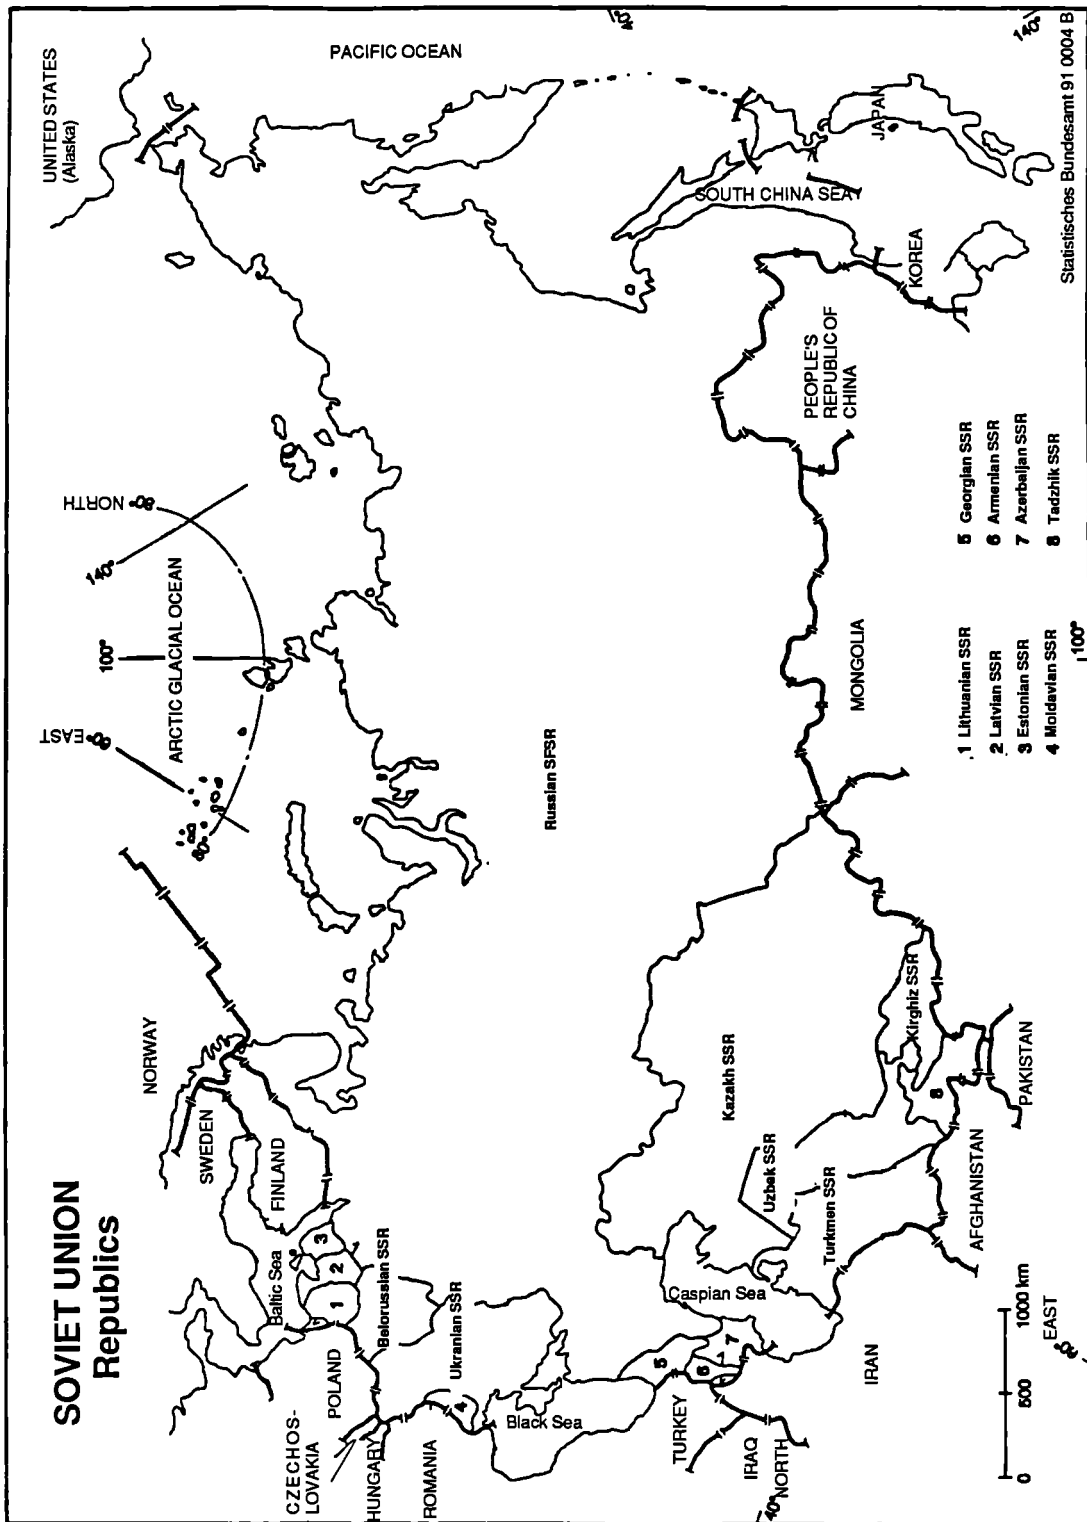 SOVIET UNION
Republics
UNITED STATES
(Alaska)
PACIFIC OCEAN
NORTH
80°
140°
ARCTIC GLACIAL OCEAN
100°
EAST
60°
80°
NORWAY
SWEDEN
FINLAND
Baltic Sea
3
2
1
Belorussian SSR
POLAND
CZECHOS-
LOVAKIA
HUNGARY
ROMANIA
Ukranian SSR
4
Black Sea
Russian SFSR
Kazakh SSR
Uzbek SSR
Turkmen SSR
Kirghiz SSR
8
Caspian Sea
5
6
7
7
TURKEY
IRAQ
NORTH
40°
IRAN
AFGHANISTAN
PAKISTAN
MONGOLIA
PEOPLE'S
REPUBLIC OF
CHINA
KOREA
SOUTH CHINA SEA
JAPAN
140°
1 Lithuanian SSR
2 Latvian SSR
3 Estonian SSR
4 Moldavian SSR
5 Georgian SSR
6 Armenian SSR
7 Azerbaijan SSR
8 Tadzhik SSR
100°
0 500 1000 km
EAST
Statistisches Bundesamt 91 0004 B